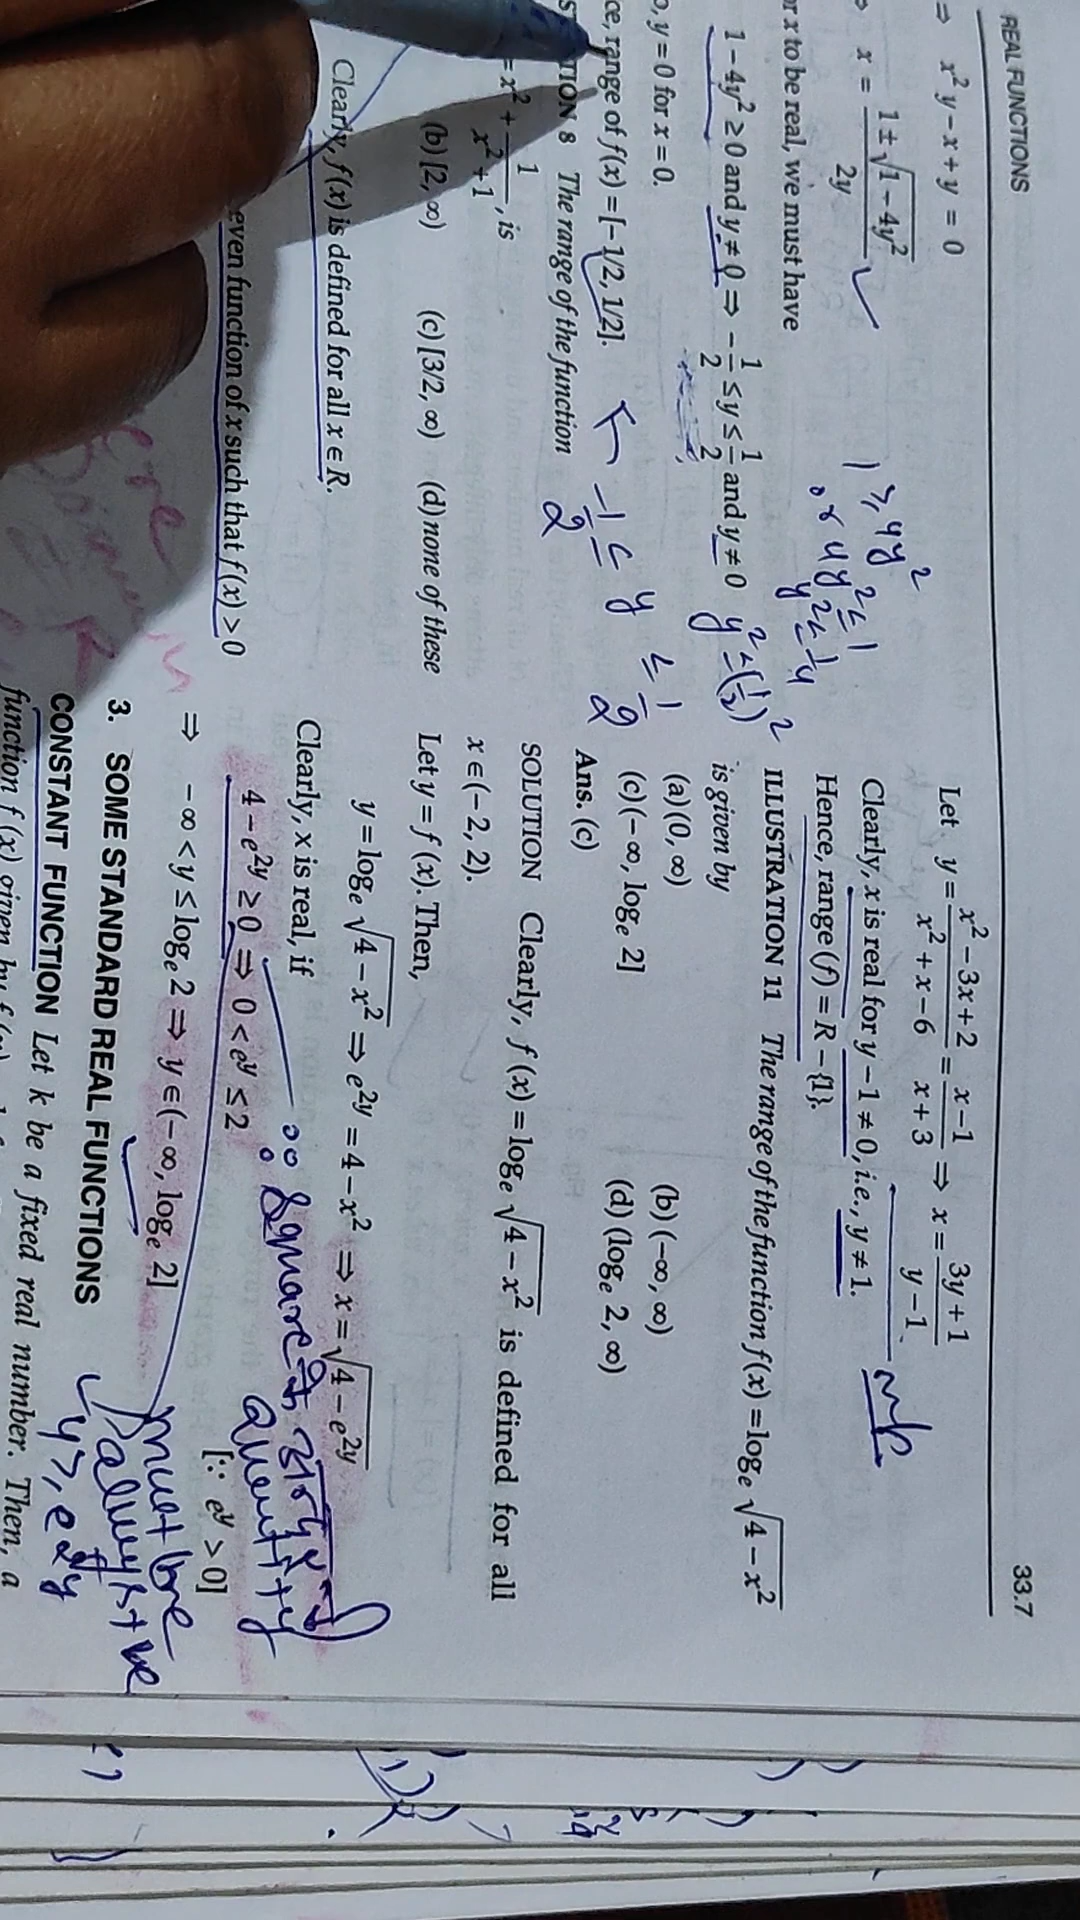 REAL FUNCTIONS
33.7
⇒ x² y − x + y = 0
⇒ x = (1 ± √(1 − 4y²)) / 2y
x to be real, we must have
1 − 4y² ≥ 0 and y ≠ 0 ⇒ −1/2 ≤ y ≤ 1/2 and y ≠ 0
y = 0 for x = 0.
range of f(x) = [−1/2, 1/2].
8 The range of the function
= x² + 1/(x² + 1), is
(b) [2, ∞)
(c) [3/2, ∞) (d) none of these
Clearly, f(x) is defined for all x ∈ R.
even function of x such that f(x) > 0
1 ≥ 4y²
4y² ≤ 1
y² ≤ 1/4
y² ≤ (1/2)²
−1/2 ≤ y ≤ 1/2
Let y = (x² − 3x + 2)/(x² + x − 6) = (x − 1)/(x + 3) ⇒ x = (3y + 1)/(y − 1)
Clearly, x is real for y − 1 ≠ 0, i.e., y ≠ 1.
Hence, range (f) = R − {1}.
ILLUSTRATION 11 The range of the function f(x) = logₑ √(4 − x²)
is given by
(a) (0, ∞) (b) (−∞, ∞)
(c) (−∞, logₑ 2] (d) (logₑ 2, ∞)
Ans. (c)
SOLUTION Clearly, f(x) = logₑ √(4 − x²) is defined for all
x ∈ (−2, 2).
Let y = f(x). Then,
y = logₑ √(4 − x²) ⇒ e²ʸ = 4 − x² ⇒ x = √(4 − e²ʸ)
Clearly, x is real, if
4 − e²ʸ ≥ 0 ⇒ 0 < eʸ ≤ 2 [∵ eʸ > 0]
⇒ −∞ < y ≤ logₑ 2 ⇒ y ∈ (−∞, logₑ 2]
Square
quantity
must be
always +ve
3. SOME STANDARD REAL FUNCTIONS
CONSTANT FUNCTION Let k be a fixed real number. Then, a
function f(x) given by